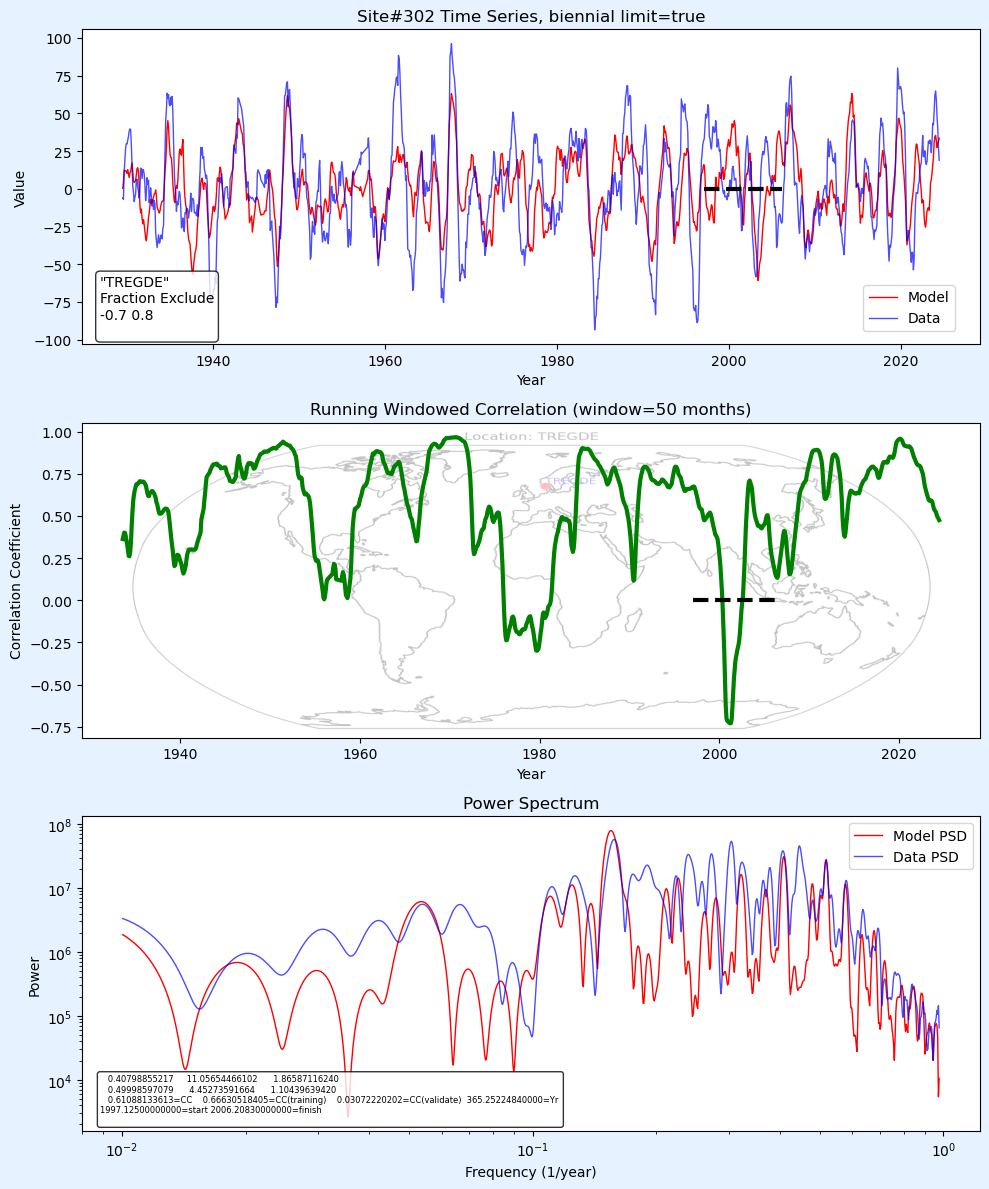 Site#302 Time Series, biennial limit=true
100
75
50
25
0
−25
−50
−75
−100
Value
"TREGDE"
Fraction Exclude
-0.7 0.8
Model
Data
1940
1960
1980
2000
2020
Year
Running Windowed Correlation (window=50 months)
Location: TREGDE
TREGDE
1.00
0.75
0.50
0.25
0.00
−0.25
−0.50
−0.75
Correlation Coefficient
1940
1960
1980
2000
2020
Year
Power Spectrum
Model PSD
Data PSD
10^8
10^7
10^6
10^5
10^4
Power
0.40798855217 11.05654466102 1.86587116240
0.49998597079 4.45273591664 1.10439639420
0.61088133613=CC 0.66630518405=CC(training) 0.03072220202=CC(validate) 365.25224840000=Yr
1997.12500000000=start 2006.20830000000=finish
10^−2
10^−1
10^0
Frequency (1/year)